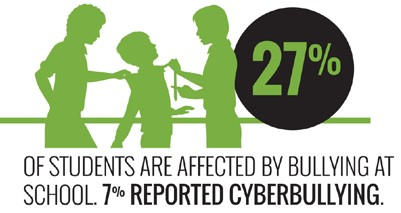 27%
OF STUDENTS ARE AFFECTED BY BULLYING AT
SCHOOL. 7% REPORTED CYBERBULLYING.